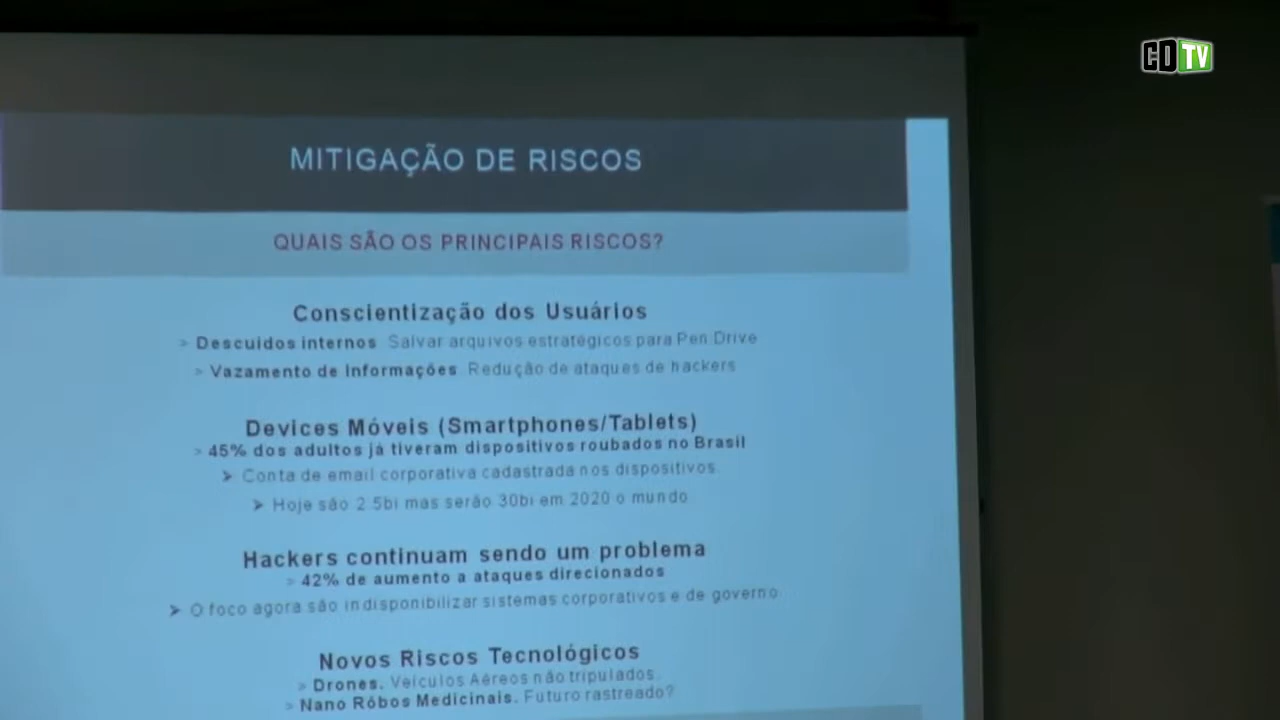 CDTV
MITIGAÇÃO DE RISCOS
QUAIS SÃO OS PRINCIPAIS RISCOS?
Conscientização dos Usuários
> Descuidos internos Salvar arquivos estratégicos para Pen Drive
> Vazamento de Informações Redução de ataques de hackers
Devices Móveis (Smartphones/Tablets)
> 45% dos adultos já tiveram dispositivos roubados no Brasil
➤ Conta de email corporativa cadastrada nos dispositivos.
➤ Hoje são 2.5bi mas serão 30bi em 2020 o mundo
Hackers continuam sendo um problema
> 42% de aumento a ataques direcionados
➤ O foco agora são indisponibilizar sistemas corporativos e de governo
Novos Riscos Tecnológicos
> Drones. Veículos Aéreos não tripulados.
> Nano Róbos Medicinais. Futuro rastreado?